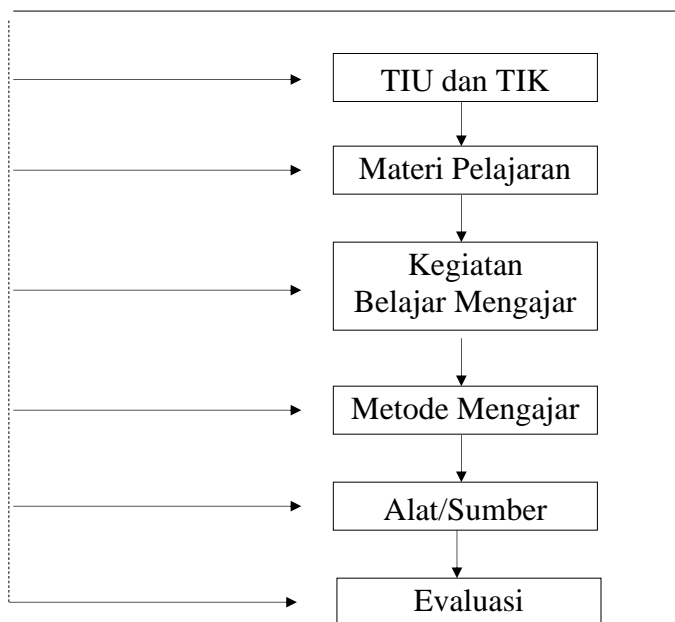 TIU dan TIK
Materi Pelajaran
Kegiatan
Belajar Mengajar
Metode Mengajar
Alat/Sumber
Evaluasi